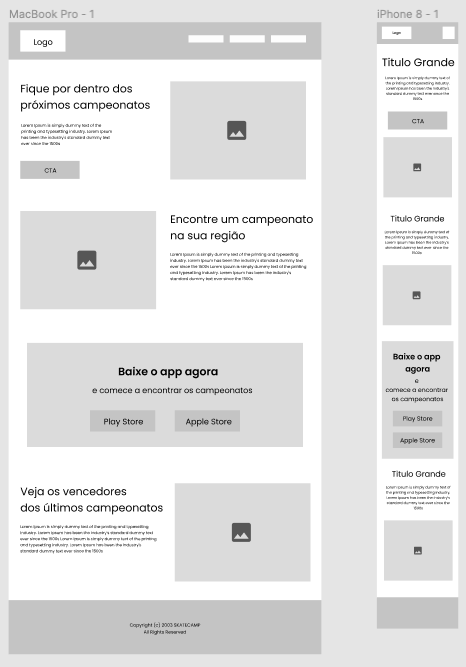 MacBook Pro - 1
Logo
Fique por dentro dos
próximos campeonatos
Lorem Ipsum is simply dummy text of the
printing and typesetting industry. Lorem Ipsum
has been the industry's standard dummy text
ever since the 1500s
CTA
Encontre um campeonato
na sua região
Lorem Ipsum is simply dummy text of the printing and typesetting
industry. Lorem Ipsum has been the industry's standard dummy text
ever since the 1500s Lorem Ipsum is simply dummy text of the printing
and typesetting industry. Lorem Ipsum has been the industry's
standard dummy text ever since the 1500s
Baixe o app agora
e comece a encontrar os campeonatos
Play Store
Apple Store
Veja os vencedores
dos últimos campeonatos
Lorem Ipsum is simply dummy text of the printing and typesetting
industry. Lorem Ipsum has been the industry's standard dummy text
ever since the 1500s Lorem Ipsum is simply dummy text of the printing
and typesetting industry. Lorem Ipsum has been the industry's
standard dummy text ever since the 1500s
Copyright (c) 2003 SKATECAMP
All Rights Reserved
iPhone 8 - 1
Logo
Titulo Grande
Lorem Ipsum is simply dummy text of
the printing and typesetting industry.
Lorem Ipsum has been the industry's
standard dummy text ever since the
1500s
CTA
Titulo Grande
Lorem Ipsum is simply dummy text of
the printing and typesetting industry.
Lorem Ipsum has been the industry's
standard dummy text ever since the
1500s
Baixe o app
agora
e
comece a encontrar
os campeonatos
Play Store
Apple Store
Titulo Grande
Lorem Ipsum is simply dummy text of
the printing and typesetting industry.
Lorem Ipsum has been the industry's
standard dummy text ever since the
1500s